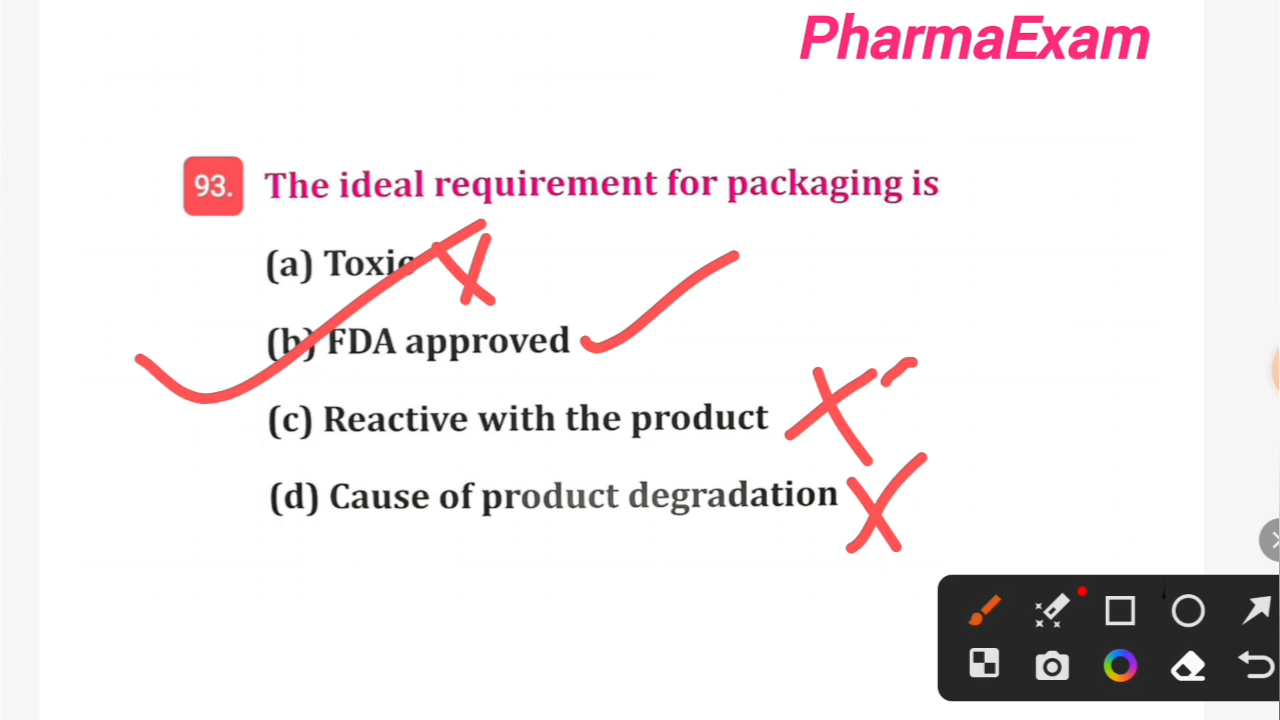 PharmaExam
93. The ideal requirement for packaging is
(a) Toxic
(b) FDA approved
(c) Reactive with the product
(d) Cause of product degradation